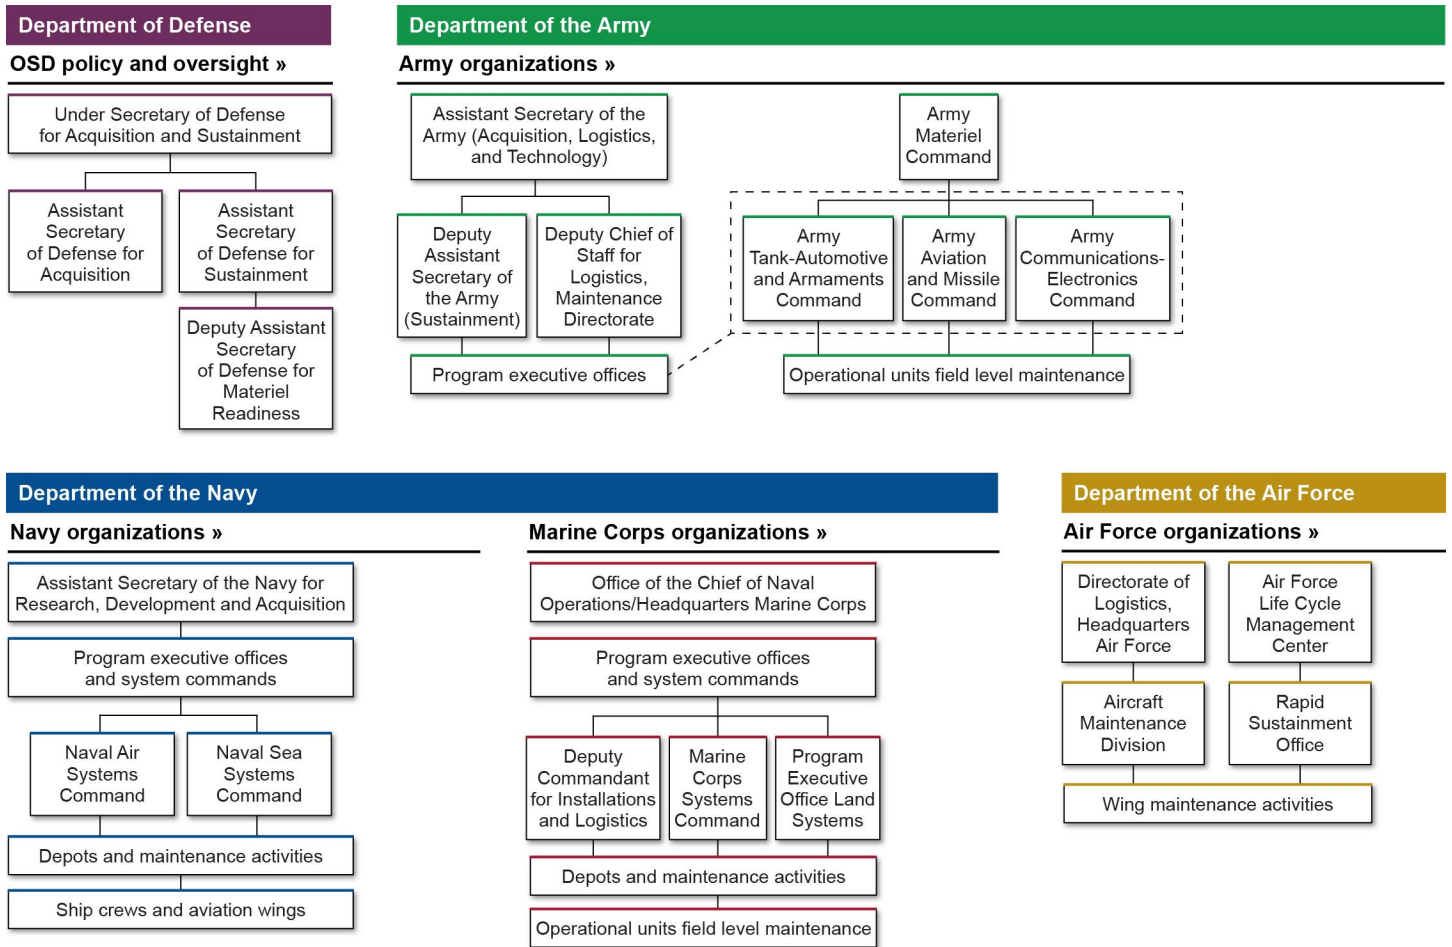 Department of Defense
OSD policy and oversight »
Under Secretary of Defense
for Acquisition and Sustainment
Assistant
Secretary
of Defense for
Acquisition
Assistant
Secretary
of Defense for
Sustainment
Deputy Assistant
Secretary
of Defense for
Materiel
Readiness
Department of the Army
Army organizations »
Assistant Secretary of the
Army (Acquisition, Logistics,
and Technology)
Deputy
Assistant
Secretary of
the Army
(Sustainment)
Deputy Chief of
Staff for
Logistics,
Maintenance
Directorate
Program executive offices
Army
Materiel
Command
Army
Tank-Automotive
and Armaments
Command
Army
Aviation
and Missile
Command
Army
Communications-
Electronics
Command
Operational units field level maintenance
Department of the Navy
Navy organizations »
Assistant Secretary of the Navy for
Research, Development and Acquisition
Program executive offices
and system commands
Naval Air
Systems
Command
Naval Sea
Systems
Command
Depots and maintenance activities
Ship crews and aviation wings
Marine Corps organizations »
Office of the Chief of Naval
Operations/Headquarters Marine Corps
Program executive offices
and system commands
Deputy
Commandant
for Installations
and Logistics
Marine
Corps
Systems
Command
Program
Executive
Office Land
Systems
Depots and maintenance activities
Operational units field level maintenance
Department of the Air Force
Air Force organizations »
Directorate of
Logistics,
Headquarters
Air Force
Air Force
Life Cycle
Management
Center
Aircraft
Maintenance
Division
Rapid
Sustainment
Office
Wing maintenance activities